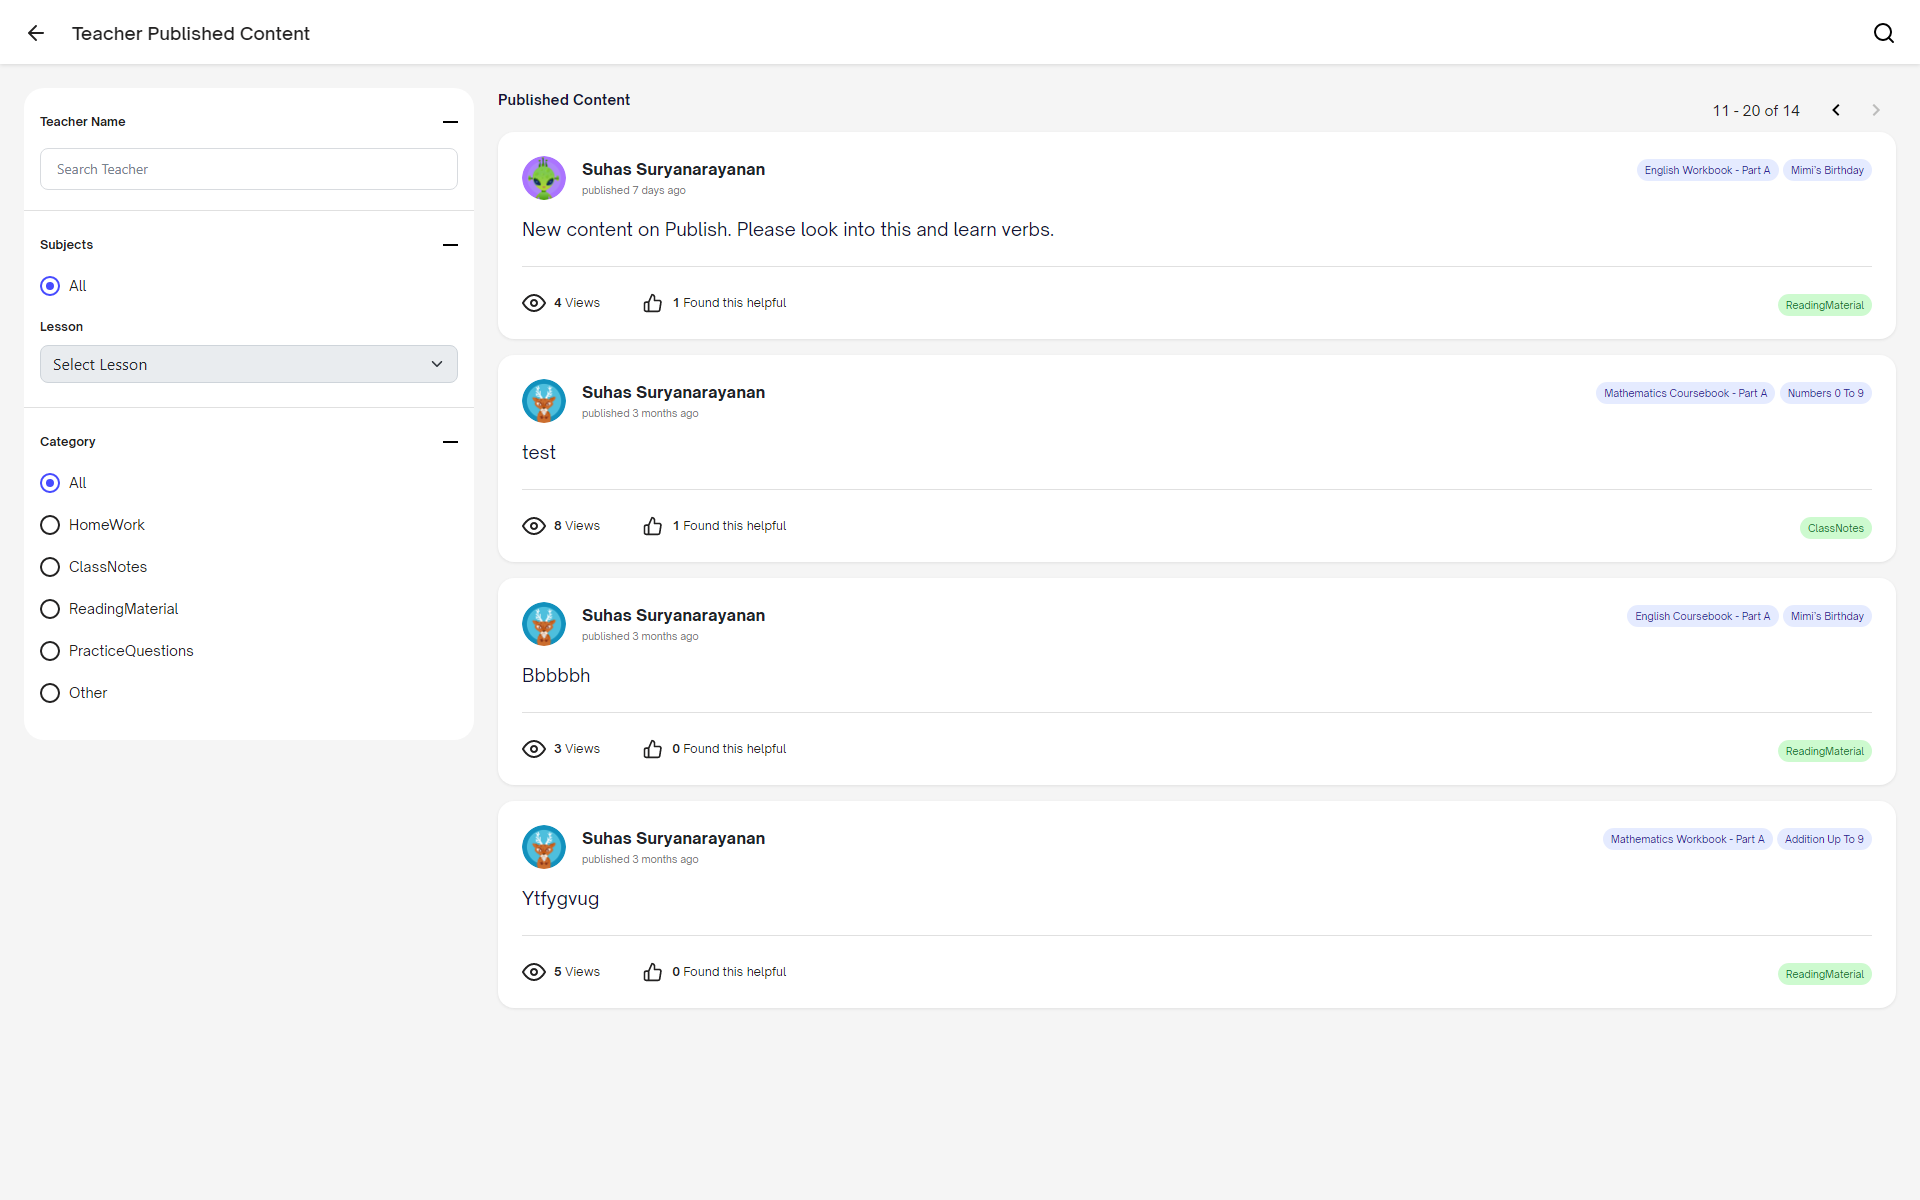 Teacher Published Content
Teacher Name
Search Teacher
Subjects
All
Lesson
Select Lesson
Category
All
HomeWork
ClassNotes
ReadingMaterial
PracticeQuestions
Other
Published Content
11 - 20 of 14
Suhas Suryanarayanan
published 7 days ago
English Workbook - Part A
Mimi's Birthday
New content on Publish. Please look into this and learn verbs.
4 Views
1 Found this helpful
ReadingMaterial
Suhas Suryanarayanan
published 3 months ago
Mathematics Coursebook - Part A
Numbers 0 To 9
test
8 Views
1 Found this helpful
ClassNotes
Suhas Suryanarayanan
published 3 months ago
English Coursebook - Part A
Mimi's Birthday
Bbbbbh
3 Views
0 Found this helpful
ReadingMaterial
Suhas Suryanarayanan
published 3 months ago
Mathematics Workbook - Part A
Addition Up To 9
Ytfygvug
5 Views
0 Found this helpful
ReadingMaterial